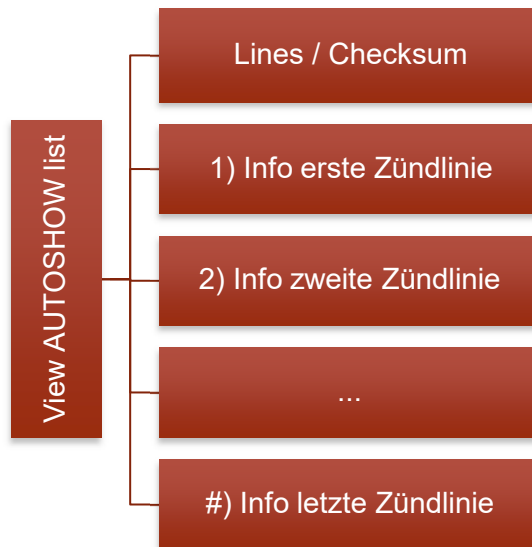 View AUTOSHOW list
Lines / Checksum
1) Info erste Zündlinie
2) Info zweite Zündlinie
...
#) Info letzte Zündlinie